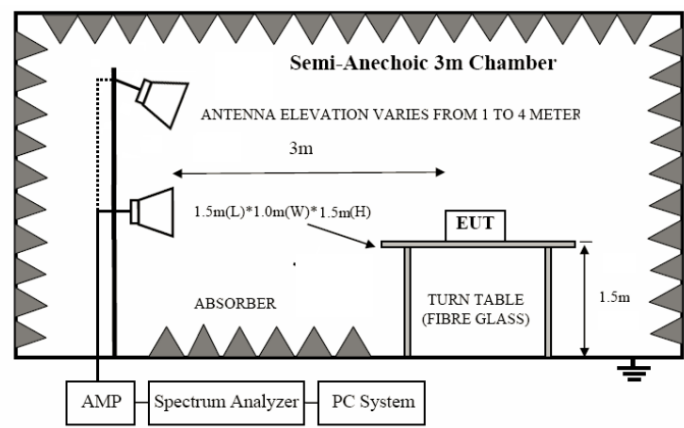 Semi-Anechoic 3m Chamber
ANTENNA ELEVATION VARIES FROM 1 TO 4 METER
3m
1.5m(L)*1.0m(W)*1.5m(H)
EUT
ABSORBER
TURN TABLE
(FIBRE GLASS)
1.5m
AMP
Spectrum Analyzer
PC System